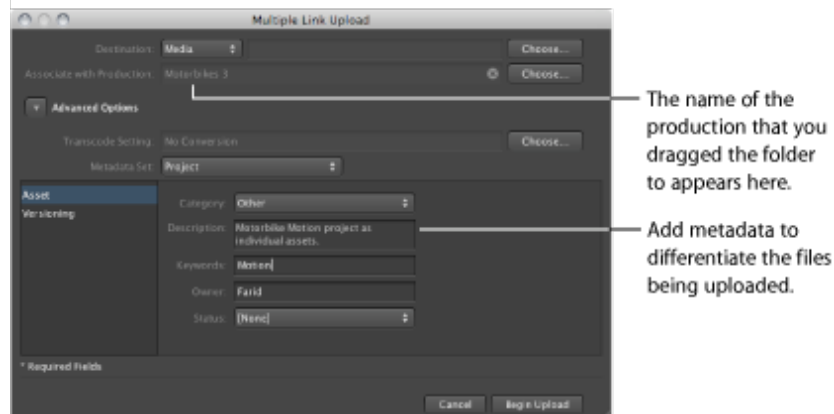 Multiple Link Upload
Destination: Media Choose...
Associate with Production: Motorbikes 3 Choose...
Advanced Options
Transcode Setting: No Conversion Choose...
Metadata Set: Project
Asset
Versioning
Category: Other
Description: Motorbike Motion project as
individual assets.
Keywords: Motion
Owner: Farid
Status: [None]
* Required Fields
Cancel Begin Upload
The name of the
production that you
dragged the folder
to appears here.
Add metadata to
differentiate the files
being uploaded.